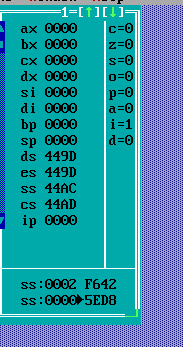 1=[↑][↓]
ax 0000 c=0
bx 0000 z=0
cx 0000 s=0
dx 0000 o=0
si 0000 p=0
di 0000 a=0
bp 0000 i=1
sp 0000 d=0
ds 449D
es 449D
ss 44AC
cs 44AD
ip 0000
ss:0002 F642
ss:0000▶5ED8